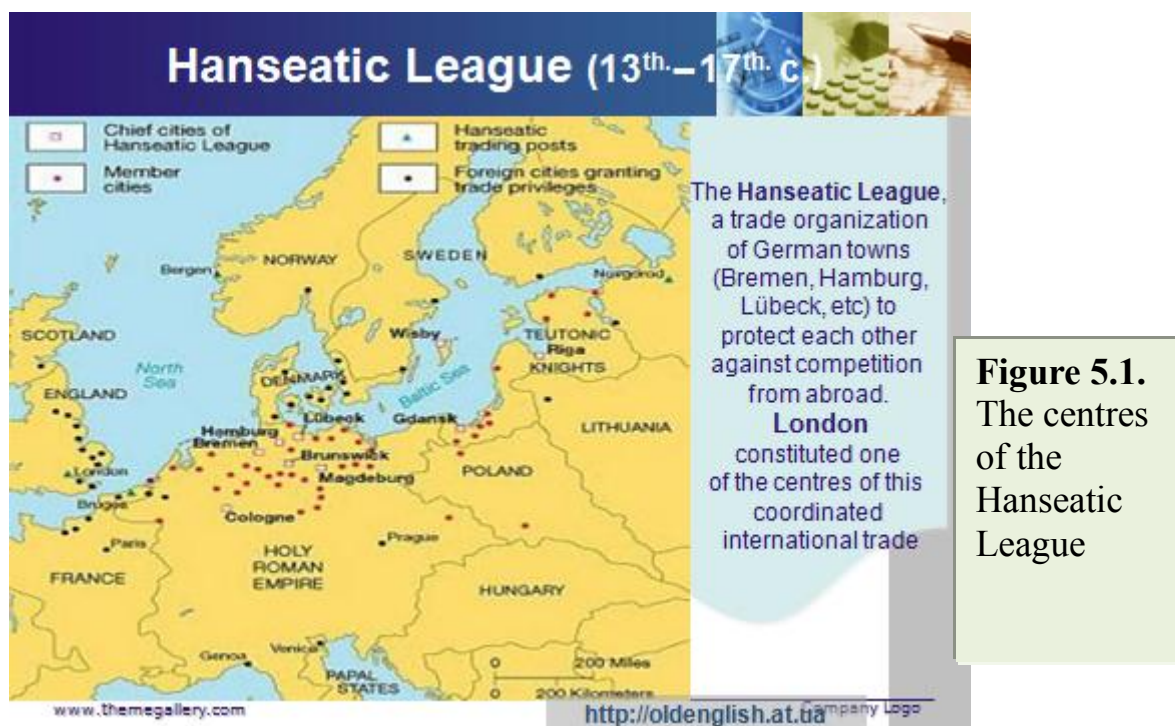 Hanseatic League (13th.–17th. c.)
Chief cities of
Hanseatic League
Member
cities
Hanseatic
trading posts
Foreign cities granting
trade privileges
Bergen
NORWAY
SWEDEN
Novgorod
SCOTLAND
North
Sea
Wisby
TEUTONIC
Riga
KNIGHTS
ENGLAND
DENMARK
Baltic Sea
Lübeck
Gdansk
LITHUANIA
Hamburg
Bremen
Brunswick
POLAND
London
Magdeburg
Bruges
Cologne
Paris
Prague
HOLY
ROMAN
EMPIRE
FRANCE
HUNGARY
Venice
Genoa
PAPAL
STATES
0 200 Miles
0 200 Kilometers
The Hanseatic League,
a trade organization
of German towns
(Bremen, Hamburg,
Lübeck, etc) to
protect each other
against competition
from abroad.
London
constituted one
of the centres of this
coordinated
international trade
www.themegallery.com
http://oldenglish.at.ua
Company Logo
Figure 5.1.
The centres
of the
Hanseatic
League